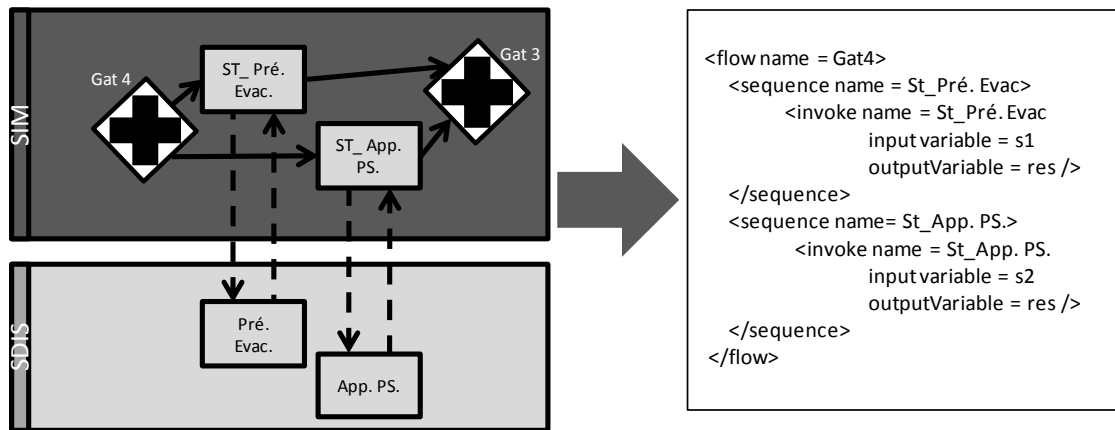 SIM
Gat 4
ST_ Pré.
Evac.
Gat 3
ST_ App.
PS.
SDIS
Pré.
Evac.
App. PS.
<flow name = Gat4>
<sequence name = St_Pré. Evac>
<invoke name = St_Pré. Evac
input variable = s1
outputVariable = res />
</sequence>
<sequence name= St_App. PS.>
<invoke name = St_App. PS.
input variable = s2
outputVariable = res />
</sequence>
</flow>